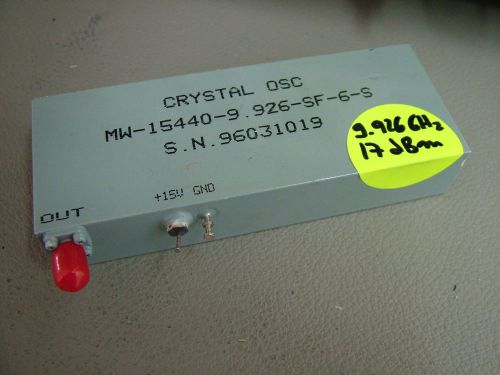 CRYSTAL OSC
MW-15440-9.926-SF-6-S
S.N.96031019
9.926 GHz
17 dBm
+15V GND
OUT